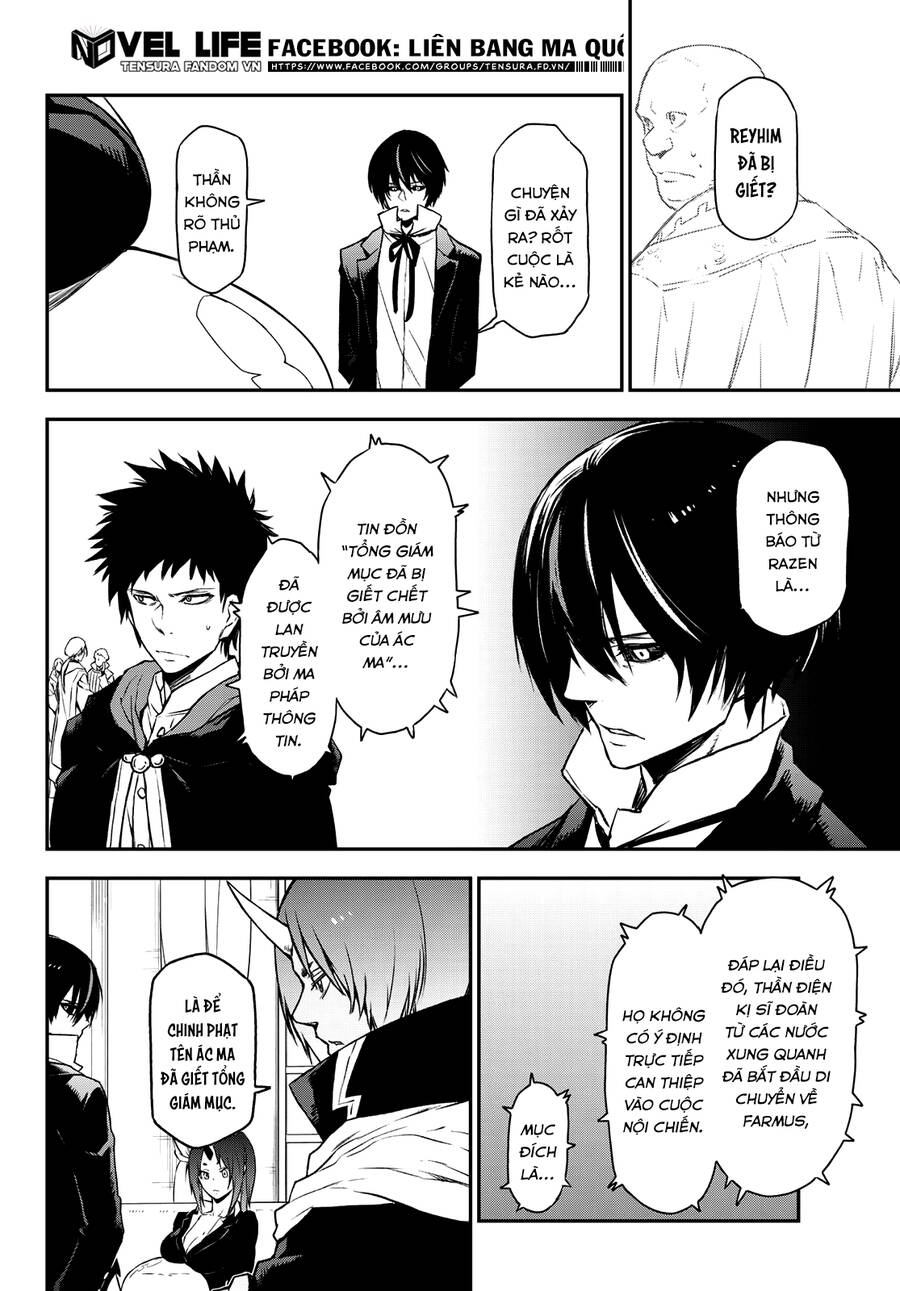 NOVEL LIFE
TENSURA FANDOM VN
FACEBOOK: LIÊN BANG MA QUỐ
HTTPS://WWW.FACEBOOK.COM/GROUPS/TENSURA.FD.VN/
REYHIM
ĐÃ BỊ
GIẾT?
CHUYỆN
GÌ ĐÃ XẢY
RA? RỐT
CUỘC LÀ
KẺ NÀO...
THẦN
KHÔNG
RÕ THỦ
PHẠM.
NHƯNG
THÔNG
BÁO TỪ
RAZEN
LÀ...
TIN ĐỒN
“TỔNG GIÁM
MỤC ĐÃ BỊ
GIẾT CHẾT
BỞI ÂM MƯU
CỦA ÁC
MA”...
ĐÃ
ĐƯỢC
LAN
TRUYỀN
BỞI MA
PHÁP
THÔNG
TIN.
ĐÁP LẠI ĐIỀU
ĐÓ, THẦN ĐIỆN
KỊ SĨ ĐOÀN
TỪ CÁC NƯỚC
XUNG QUANH
ĐÃ BẮT ĐẦU DI
CHUYỂN VỀ
FARMUS,
HỌ KHÔNG
CÓ Ý ĐỊNH
TRỰC TIẾP
CAN THIỆP
VÀO CUỘC
NỘI CHIẾN.
MỤC
ĐÍCH
LÀ...
LÀ ĐỂ
CHINH PHẠT
TÊN ÁC MA
ĐÃ GIẾT TỔNG
GIÁM MỤC.